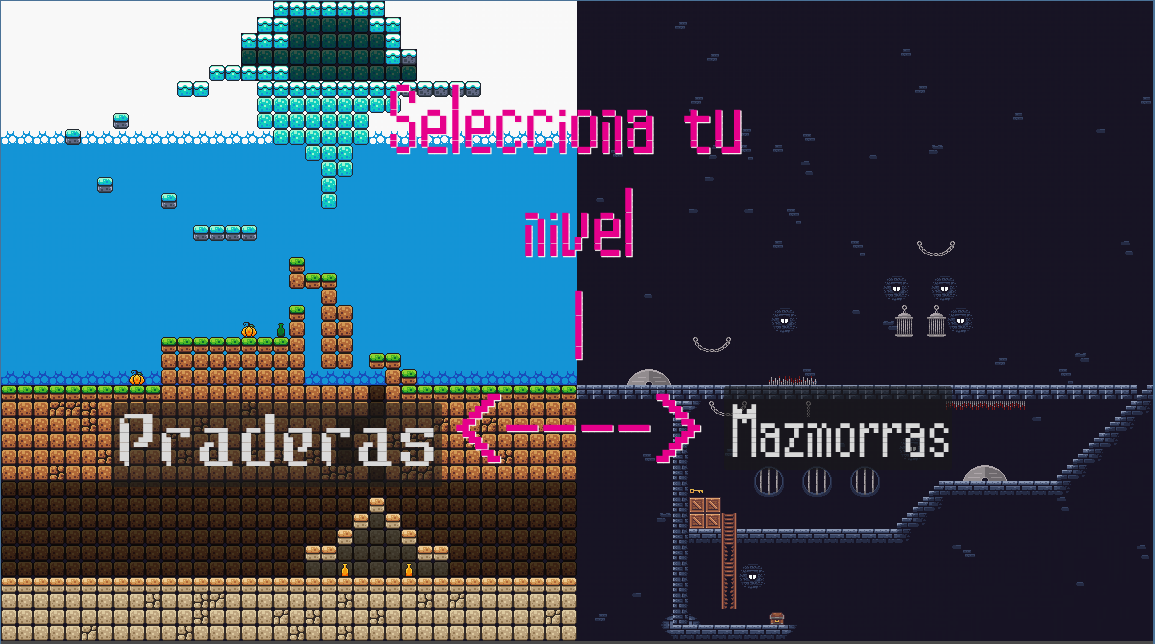 Selecciona tu
nivel
|
<--->
Praderas
Mazmorras